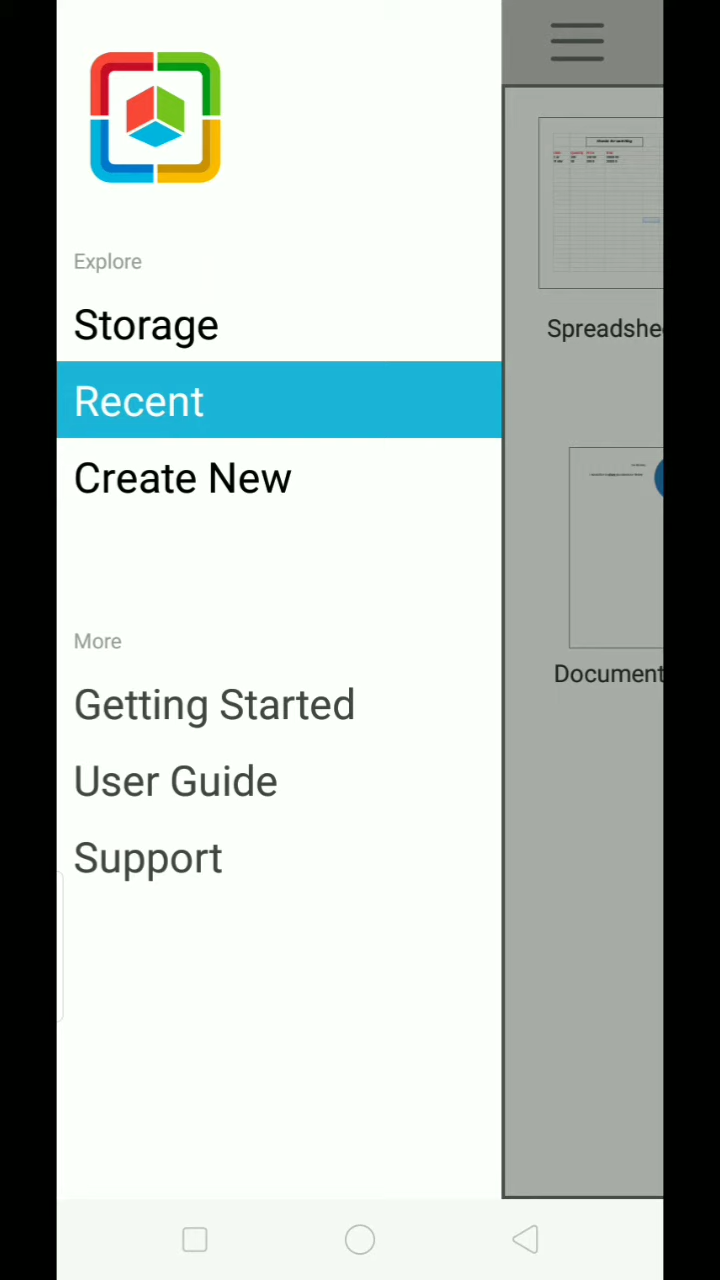 Explore
Storage
Recent
Create New
More
Getting Started
User Guide
Support
Spreadshe
Document